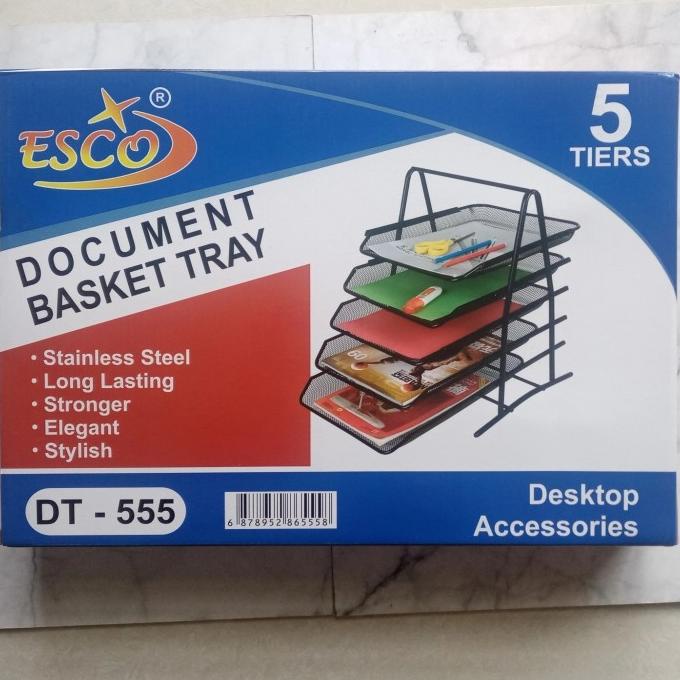 ESCO ®
5
TIERS
DOCUMENT
BASKET TRAY
• Stainless Steel
• Long Lasting
• Stronger
• Elegant
• Stylish
DT - 555
6 878952 865558
Desktop
Accessories